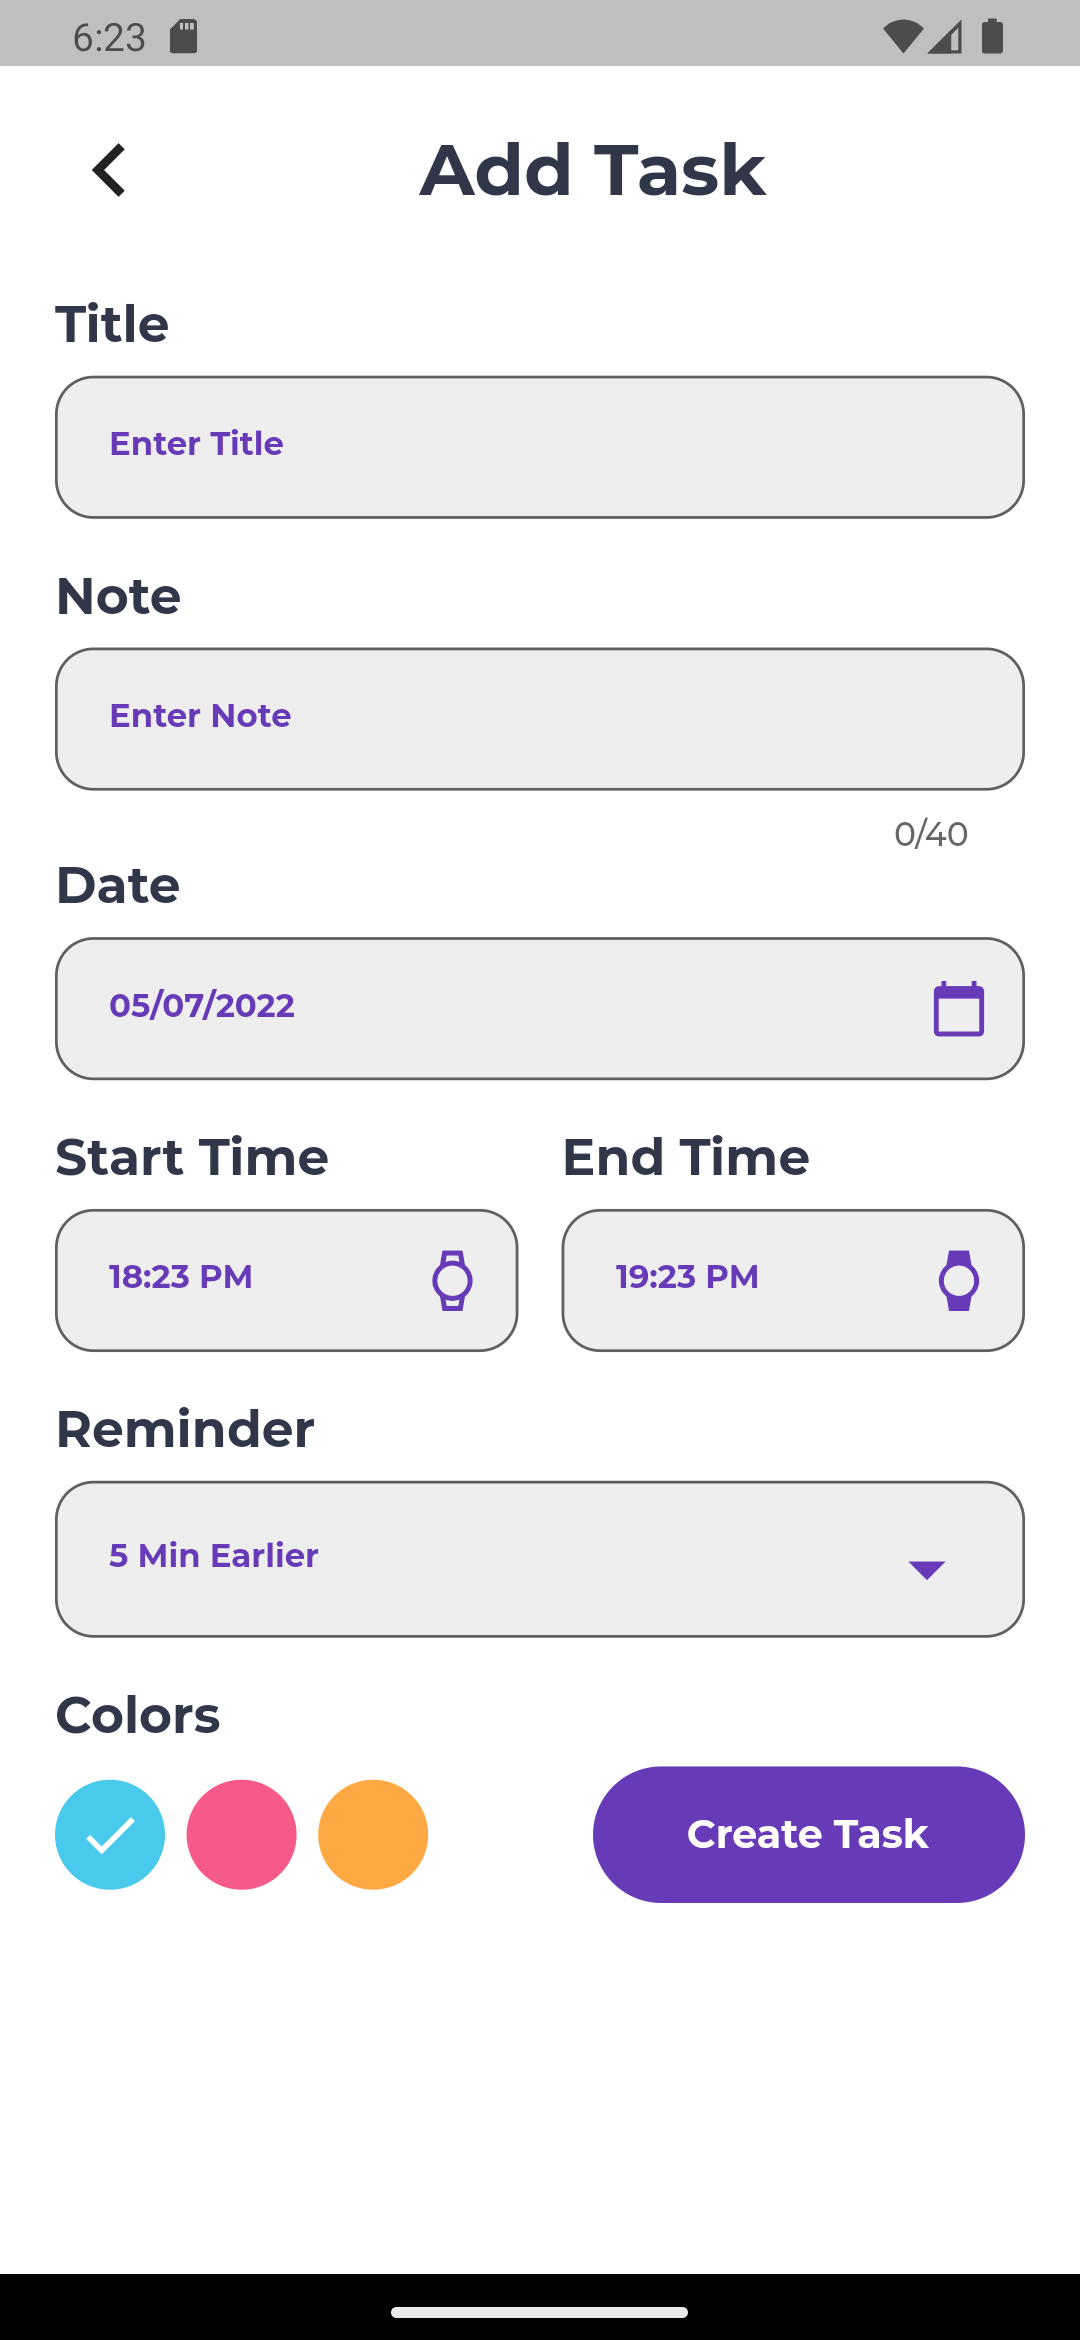 6:23
Add Task
Title
Enter Title
Note
Enter Note
0/40
Date
05/07/2022
Start Time
End Time
18:23 PM
19:23 PM
Reminder
5 Min Earlier
Colors
Create Task